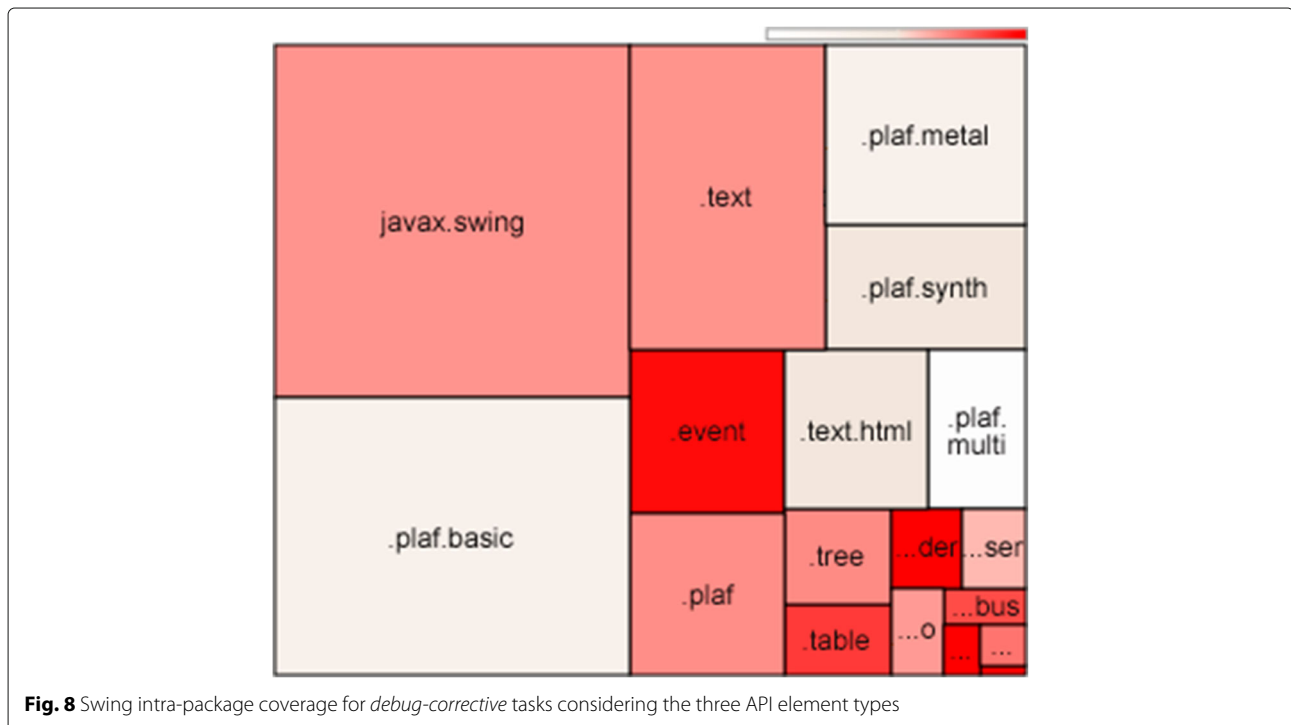 .plaf.metal
javax.swing
.text
.plaf.synth
.event
.text.html
.plaf.
multi
.plaf.basic
.plaf
.tree
...der
...ser
.table
...o
...bus
...
...
Fig. 8 Swing intra-package coverage for debug-corrective tasks considering the three API element types